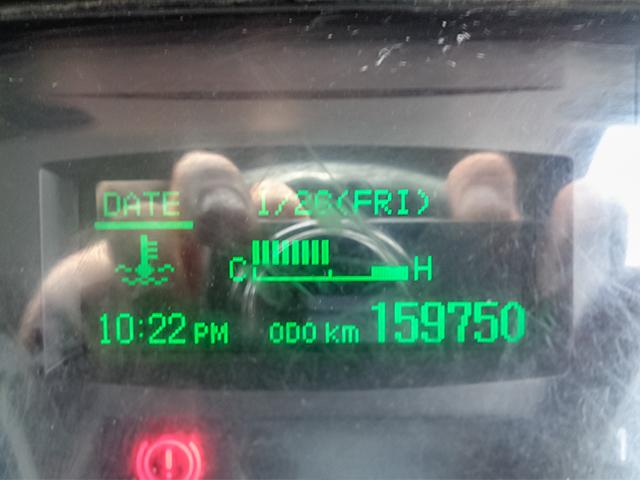 DATE 1/26(FRI)
C H
10:22 PM ODO km 159750